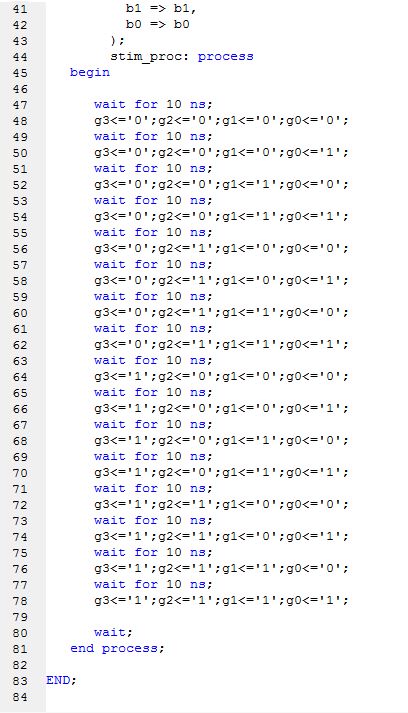 41 b1 => b1,
42 b0 => b0
43 );
44 stim_proc: process
45 begin
46
47 wait for 10 ns;
48 g3<='0';g2<='0';g1<='0';g0<='0';
49 wait for 10 ns;
50 g3<='0';g2<='0';g1<='0';g0<='1';
51 wait for 10 ns;
52 g3<='0';g2<='0';g1<='1';g0<='0';
53 wait for 10 ns;
54 g3<='0';g2<='0';g1<='1';g0<='1';
55 wait for 10 ns;
56 g3<='0';g2<='1';g1<='0';g0<='0';
57 wait for 10 ns;
58 g3<='0';g2<='1';g1<='0';g0<='1';
59 wait for 10 ns;
60 g3<='0';g2<='1';g1<='1';g0<='0';
61 wait for 10 ns;
62 g3<='0';g2<='1';g1<='1';g0<='1';
63 wait for 10 ns;
64 g3<='1';g2<='0';g1<='0';g0<='0';
65 wait for 10 ns;
66 g3<='1';g2<='0';g1<='0';g0<='1';
67 wait for 10 ns;
68 g3<='1';g2<='0';g1<='1';g0<='0';
69 wait for 10 ns;
70 g3<='1';g2<='0';g1<='1';g0<='1';
71 wait for 10 ns;
72 g3<='1';g2<='1';g1<='0';g0<='0';
73 wait for 10 ns;
74 g3<='1';g2<='1';g1<='0';g0<='1';
75 wait for 10 ns;
76 g3<='1';g2<='1';g1<='1';g0<='0';
77 wait for 10 ns;
78 g3<='1';g2<='1';g1<='1';g0<='1';
79
80 wait;
81 end process;
82
83 END;
84